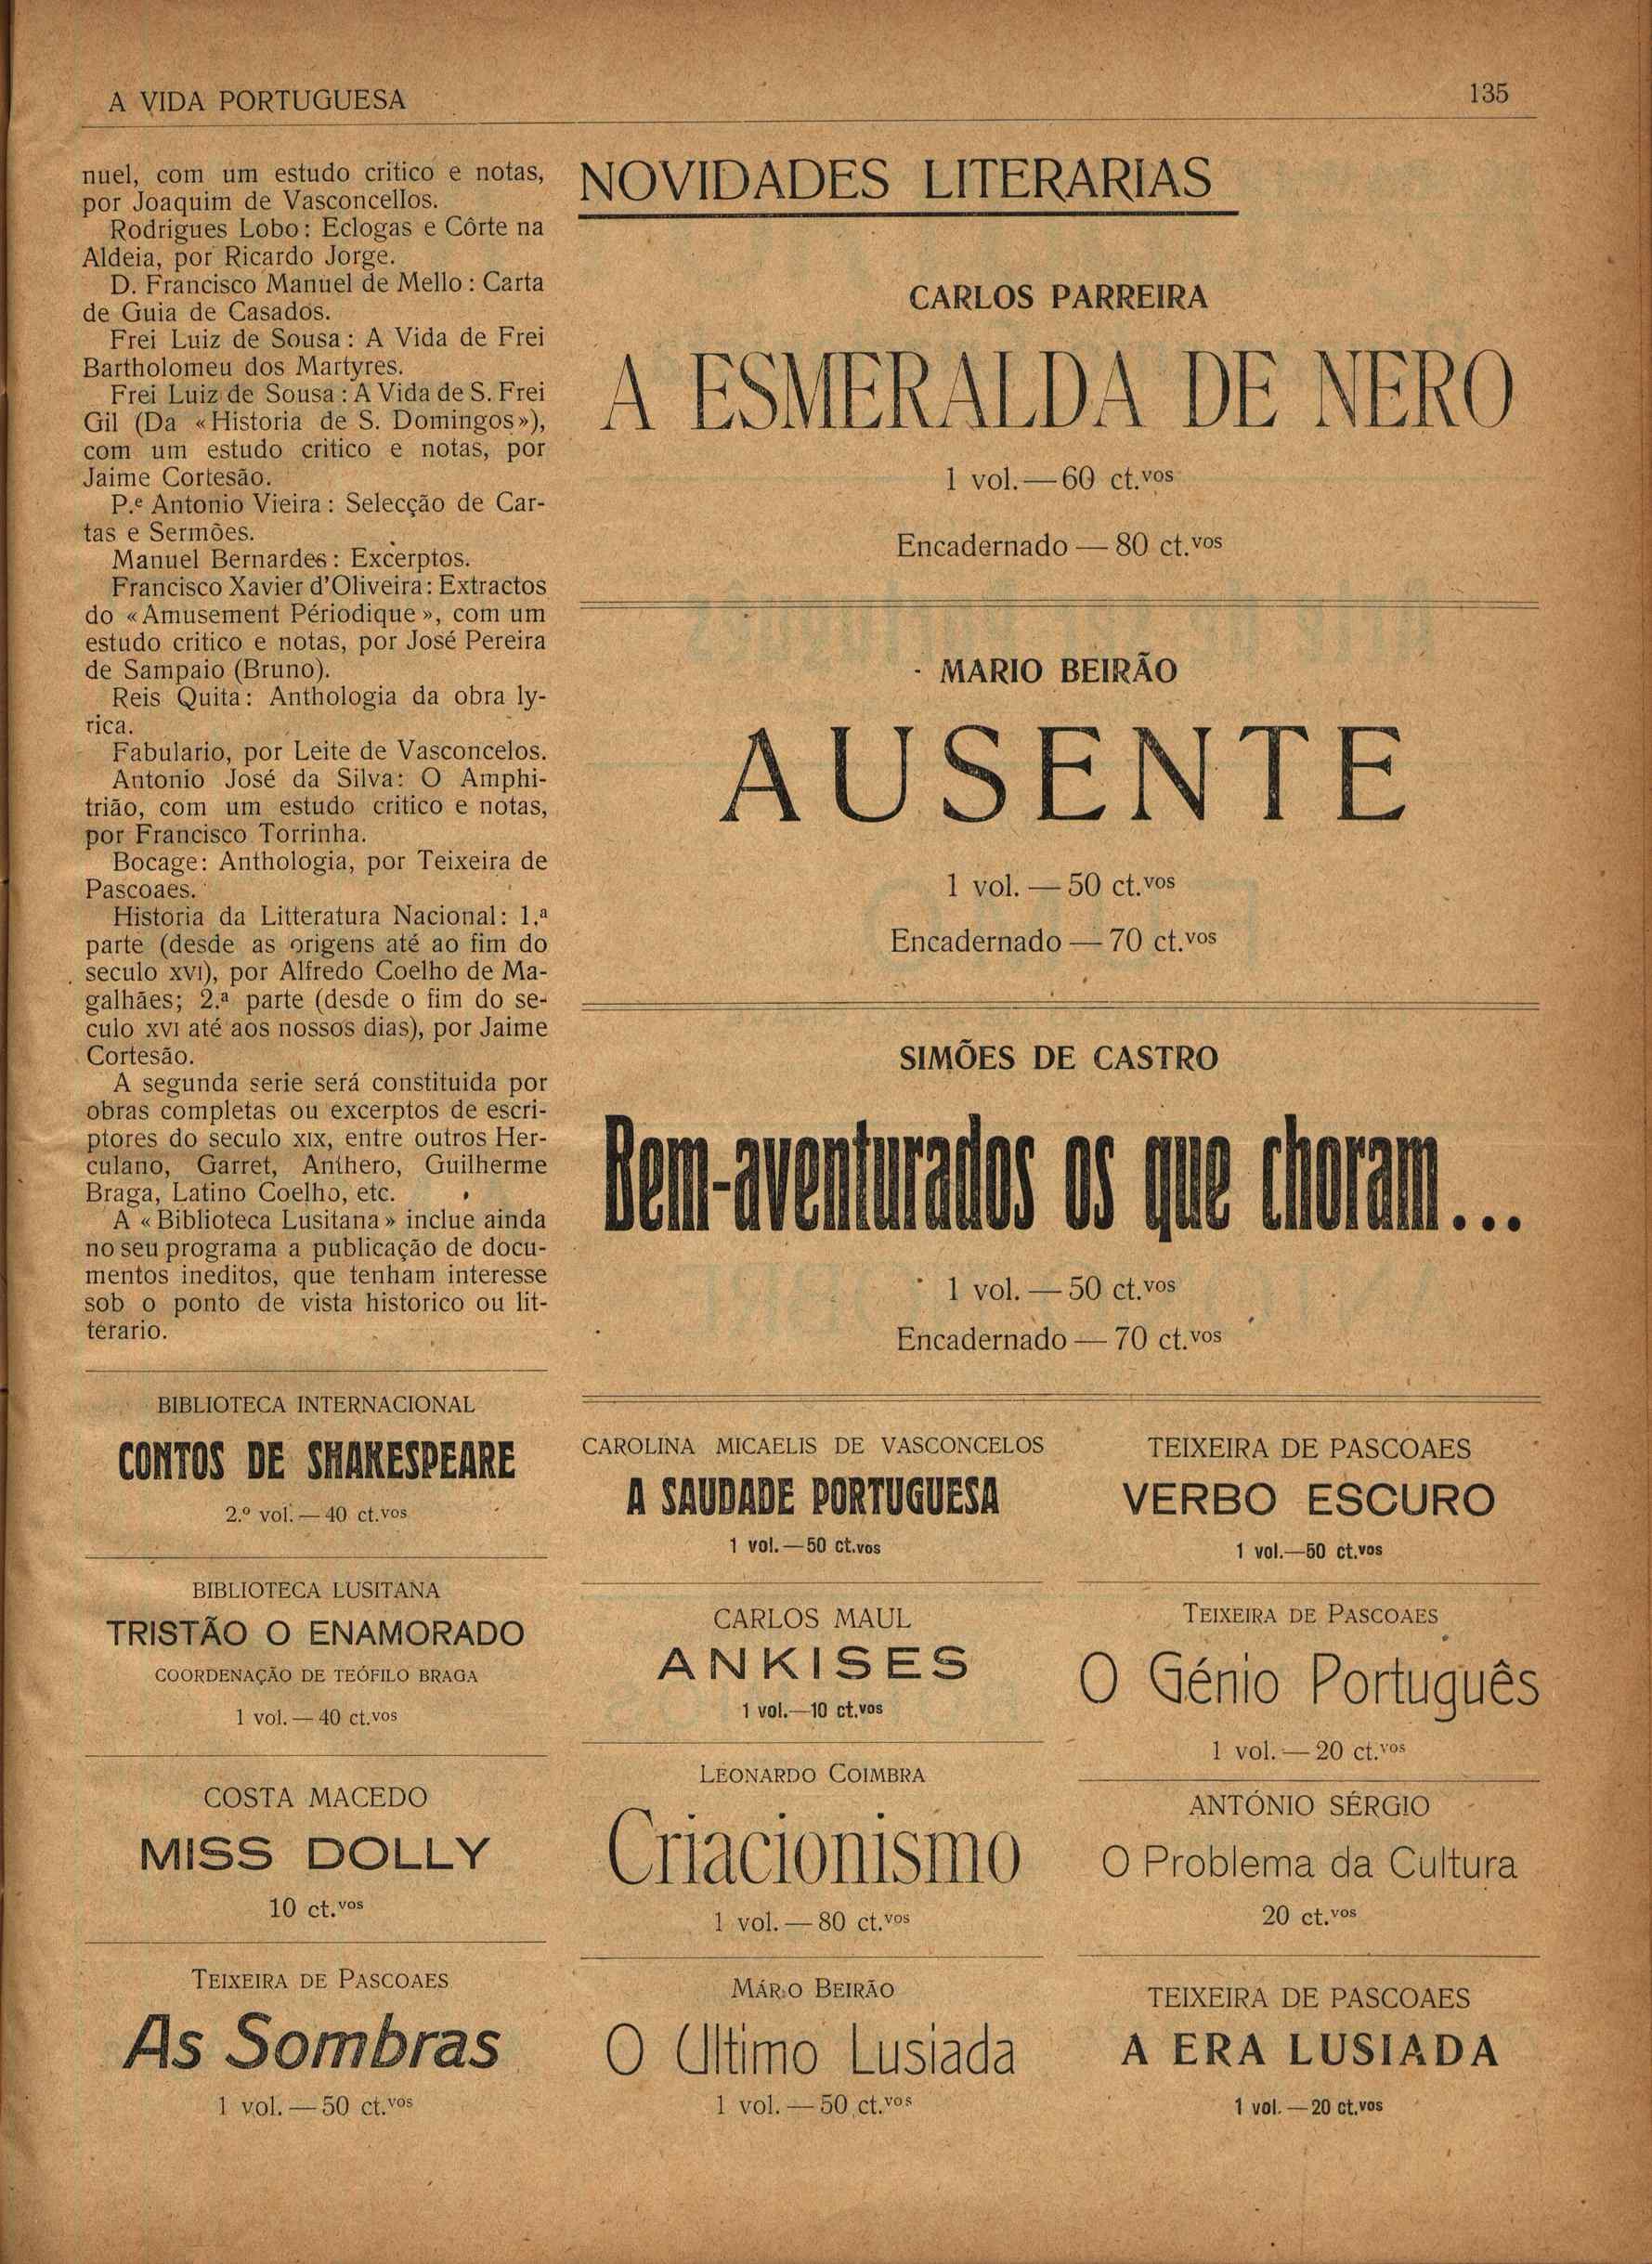 A VIDA PORTUGUESA
135
nuel, com um estudo critico e notas,
por Joaquim de Vasconcellos.
Rodrigues Lobo: Eclogas e Côrte na
Aldeia, por Ricardo Jorge.
D. Francisco Manuel de Mello: Carta
de Guia de Casados.
Frei Luiz de Sousa: A Vida de Frei
Bartholomeu dos Martyres.
Frei Luiz de Sousa: A Vida de S. Frei
Gil (Da «Historia de S. Domingos»),
com um estudo critico e notas, por
Jaime Cortesão.
P.e Antonio Vieira: Selecção de Car-
tas e Sermões.
Manuel Bernardes: Excerptos.
Francisco Xavier d'Oliveira: Extractos
do «Amusement Périodique», com um
estudo critico e notas, por José Pereira
de Sampaio (Bruno).
Reis Quita: Anthologia da obra ly-
rica.
Fabulario, por Leite de Vasconcelos.
Antonio José da Silva: O Amphi-
trião, com um estudo critico e notas,
por Francisco Torrinha.
Bocage: Anthologia, por Teixeira de
Pascoaes.
Historia da Litteratura Nacional: 1.ª
parte (desde as origens até ao fim do
seculo XVI), por Alfredo Coelho de Ma-
galhães; 2.ª parte (desde o fim do se-
culo XVI até aos nossos dias), por Jaime
Cortesão.
A segunda serie será constituida por
obras completas ou excerptos de escri-
ptores do seculo XIX, entre outros Her-
culano, Garret, Anthero, Guilherme
Braga, Latino Coelho, etc.
A «Biblioteca Lusitana» inclue ainda
no seu programa a publicação de docu-
mentos ineditos, que tenham interesse
sob o ponto de vista historico ou lit-
terario.
BIBLIOTECA INTERNACIONAL
CONTOS DE SHAKESPEARE
2.º vol. — 40 ct.vos
BIBLIOTECA LUSITANA
TRISTÃO O ENAMORADO
COORDENAÇÃO DE TEÓFILO BRAGA
1 vol. — 40 ct.vos
COSTA MACEDO
MISS DOLLY
10 ct.vos
TEIXEIRA DE PASCOAES
As Sombras
1 vol. — 50 ct.vos
NOVIDADES LITERARIAS
CARLOS PARREIRA
A ESMERALDA DE NERO
1 vol. — 60 ct.vos
Encadernado — 80 ct.vos
MARIO BEIRÃO
AUSENTE
1 vol. — 50 ct.vos
Encadernado — 70 ct.vos
SIMÕES DE CASTRO
Bem-aventurados os que choram...
1 vol. — 50 ct.vos
Encadernado — 70 ct.vos
CAROLINA MICAELIS DE VASCONCELOS
A SAUDADE PORTUGUESA
1 vol. — 50 ct.vos
CARLOS MAUL
ANKISES
1 vol. — 10 ct.vos
LEONARDO COIMBRA
Criacionismo
1 vol. — 80 ct.vos
MÁRIO BEIRÃO
O Ultimo Lusiada
1 vol. — 50 ct.vos
TEIXEIRA DE PASCOAES
VERBO ESCURO
1 vol. — 50 ct.vos
TEIXEIRA DE PASCOAES
O Génio Português
1 vol. — 20 ct.vos
ANTÓNIO SÉRGIO
O Problema da Cultura
20 ct.vos
TEIXEIRA DE PASCOAES
A ERA LUSIADA
1 vol. — 20 ct.vos